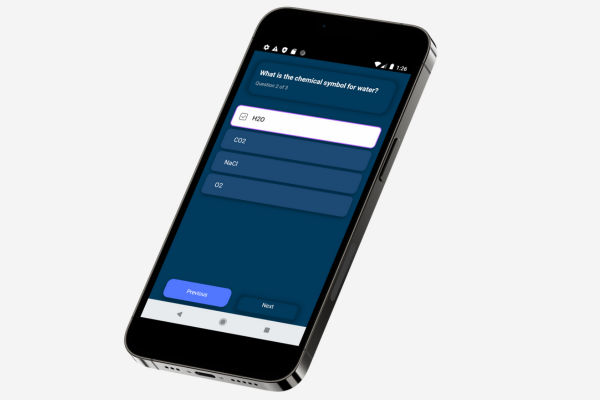 1:26
What is the chemical symbol for water?
Question 2 of 3
H2O
CO2
NaCl
O2
Previous
Next